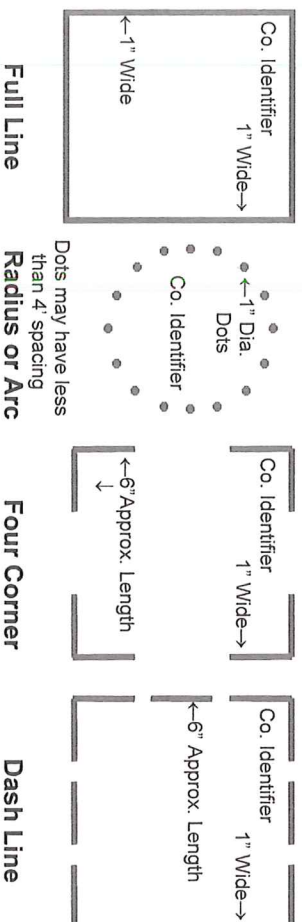 Co. Identifier
1" Wide→
←1" Wide
Full Line
←1" Dia.
Dots
Co. Identifier
Dots may have less
than 4' spacing
Radius or Arc
Co. Identifier
1" Wide→
←6"Approx. Length
↓
Four Corner
Co. Identifier
1" Wide→
←6" Approx. Length
Dash Line